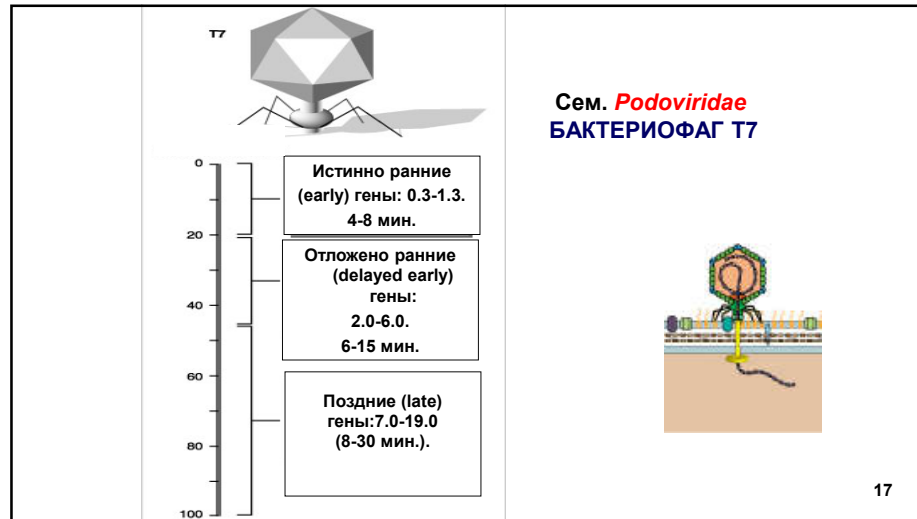 T7
Сем. Podoviridae
БАКТЕРИОФАГ Т7
0
20
40
60
80
100
Истинно ранние
(early) гены: 0.3-1.3.
4-8 мин.
Отложено ранние
(delayed early)
гены:
2.0-6.0.
6-15 мин.
Поздние (late)
гены:7.0-19.0
(8-30 мин.).
17